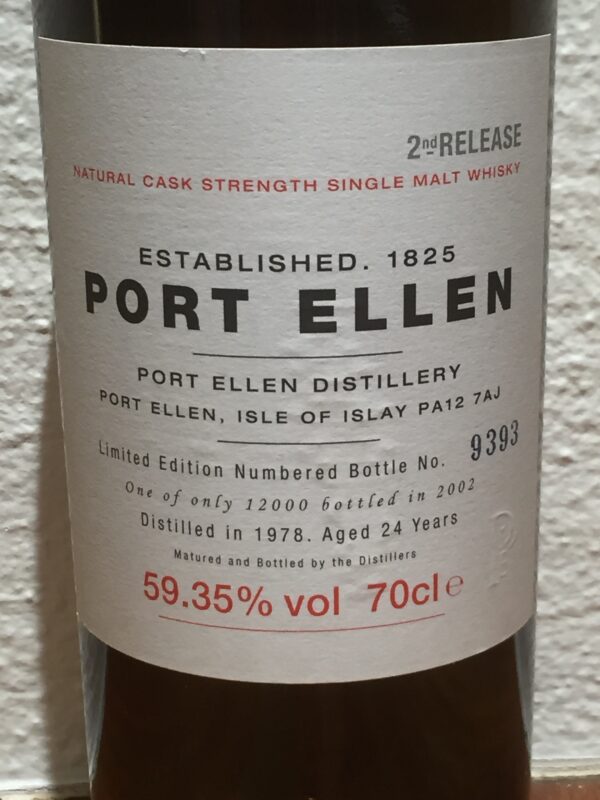 2nd RELEASE
NATURAL CASK STRENGTH SINGLE MALT WHISKY
ESTABLISHED. 1825
PORT ELLEN
PORT ELLEN DISTILLERY
PORT ELLEN, ISLE OF ISLAY PA12 7AJ
Limited Edition Numbered Bottle No. 9393
One of only 12000 bottled in 2002
Distilled in 1978. Aged 24 Years
Matured and Bottled by the Distillers
59.35% vol 70cl e